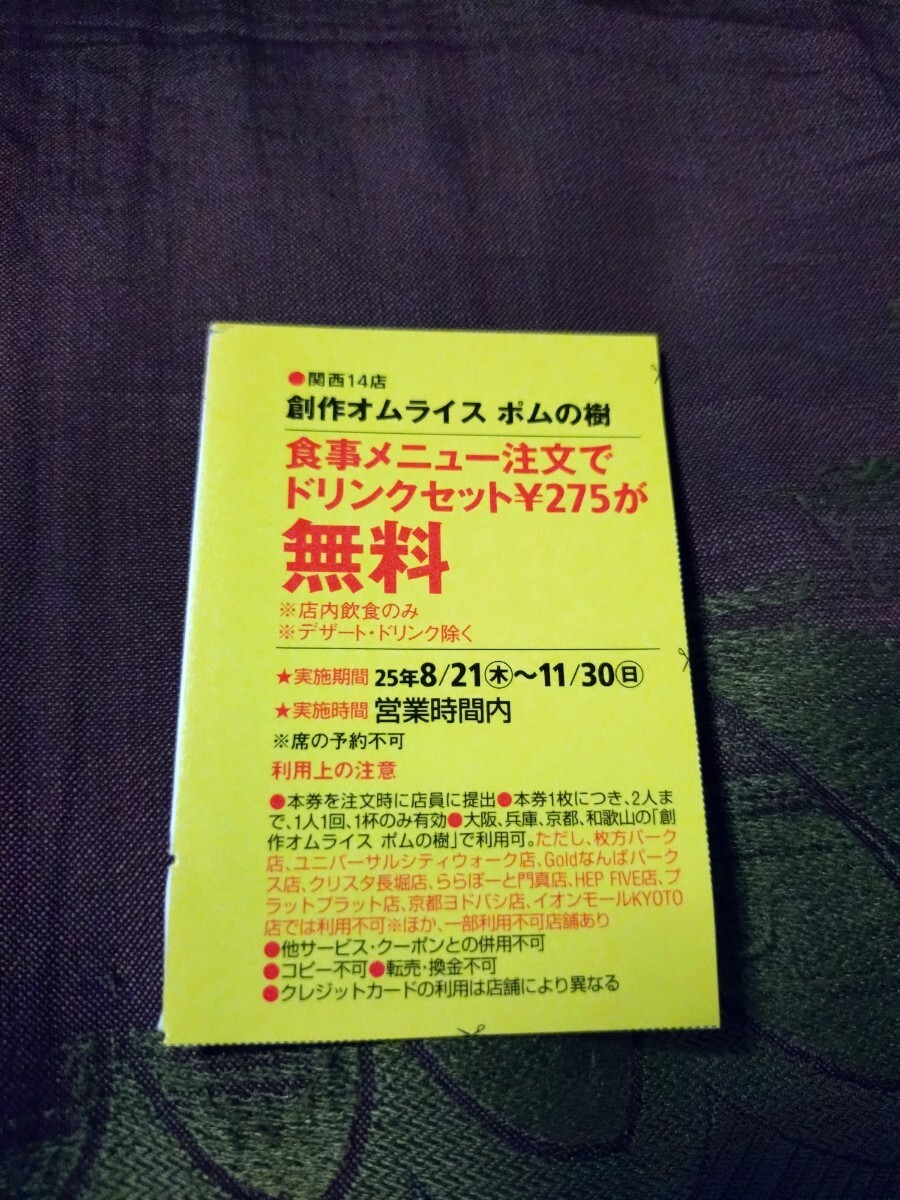 ●関西14店
創作オムライス ポムの樹
食事メニュー注文で
ドリンクセット¥275が
無料
※店内飲食のみ
※デザート・ドリンク除く
★実施期間 25年8/21㊍～11/30㊐
★実施時間 営業時間内
※席の予約不可
利用上の注意
●本券を注文時に店員に提出●本券1枚につき、2人ま
で、1人1回、1杯のみ有効●大阪、兵庫、京都、和歌山の「創
作オムライス ポムの樹」で利用可。ただし、枚方パーク
店、ユニバーサルシティウォーク店、Goldなんばパーク
ス店、クリスタ長堀店、ららぽーと門真店、HEP FIVE店、プ
ラットプラット店、京都ヨドバシ店、イオンモールKYOTO
店では利用不可※ほか、一部利用不可店舗あり
●他サービス・クーポンとの併用不可
●コピー不可●転売・換金不可
●クレジットカードの利用は店舗により異なる